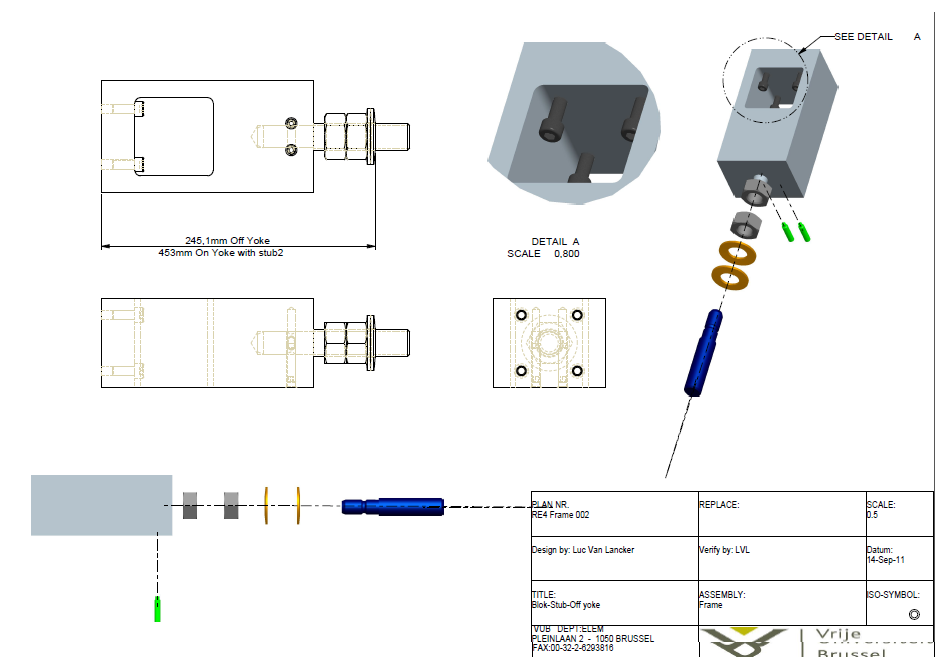 SEE DETAIL A
245,1mm Off Yoke
453mm On Yoke with stub2
DETAIL A
SCALE 0,800
PLAN NR.
RE4 Frame 002
REPLACE:
SCALE:
0.5
Design by: Luc Van Lancker
Verify by: LVL
Datum:
14-Sep-11
TITLE:
Blok-Stub-Off yoke
ASSEMBLY:
Frame
ISO-SYMBOL:
VUB DEPT:ELEM
PLEINLAAN 2 - 1050 BRUSSEL
FAX:00-32-2-6293816
Vrije
Brussel